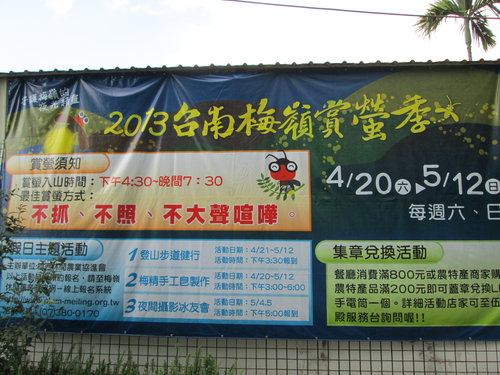 2013台南梅嶺賞螢季
4/20㊅▶5/12㊐
每週六、日
賞螢須知
賞螢入山時間：下午4:30~晚間7：30
最佳賞螢方式：
不抓、不照、不大聲喧嘩。
假日主題活動
1 登山步道健行
活動日期：4/21~5/12
活動時間：下午3:30報到
2 梅精手工皂製作
活動日期：4/20~5/12
活動時間：下午3:00~6:00
3 夜間攝影冰友會
活動日期：5/4.5
活動時間：下午5:00報到
集章兌換活動
餐廳消費滿800元或農特產商家購
農特產品滿200元即可蓋章兌換L
手電筒一個。詳細活動店家可至伍
殿服務台詢問喔!!